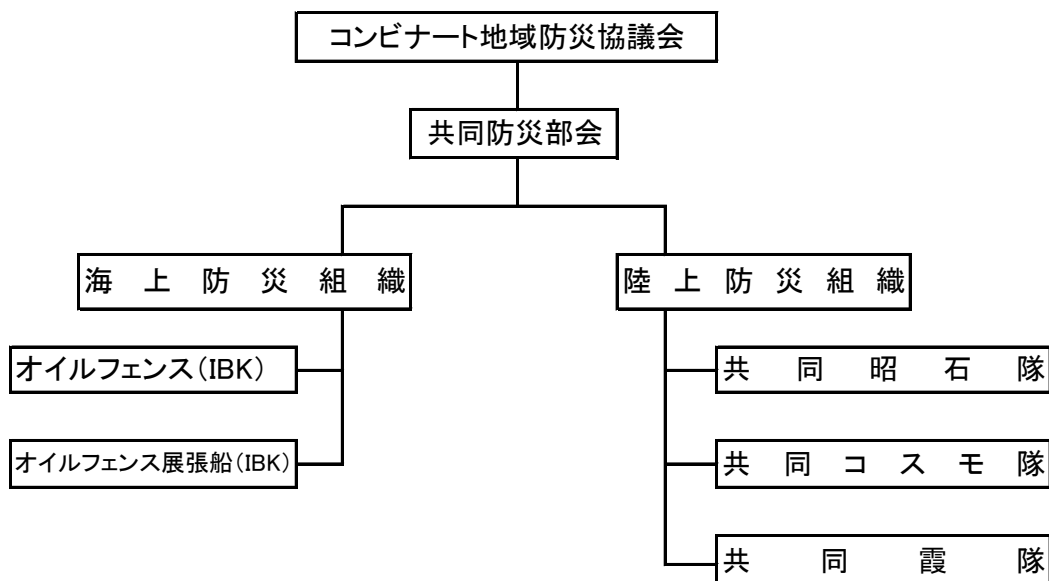 コンビナート地域防災協議会
共同防災部会
海上防災組織
陸上防災組織
オイルフェンス(IBK)
共同昭石隊
オイルフェンス展張船(IBK)
共同コスモ隊
共同霞隊